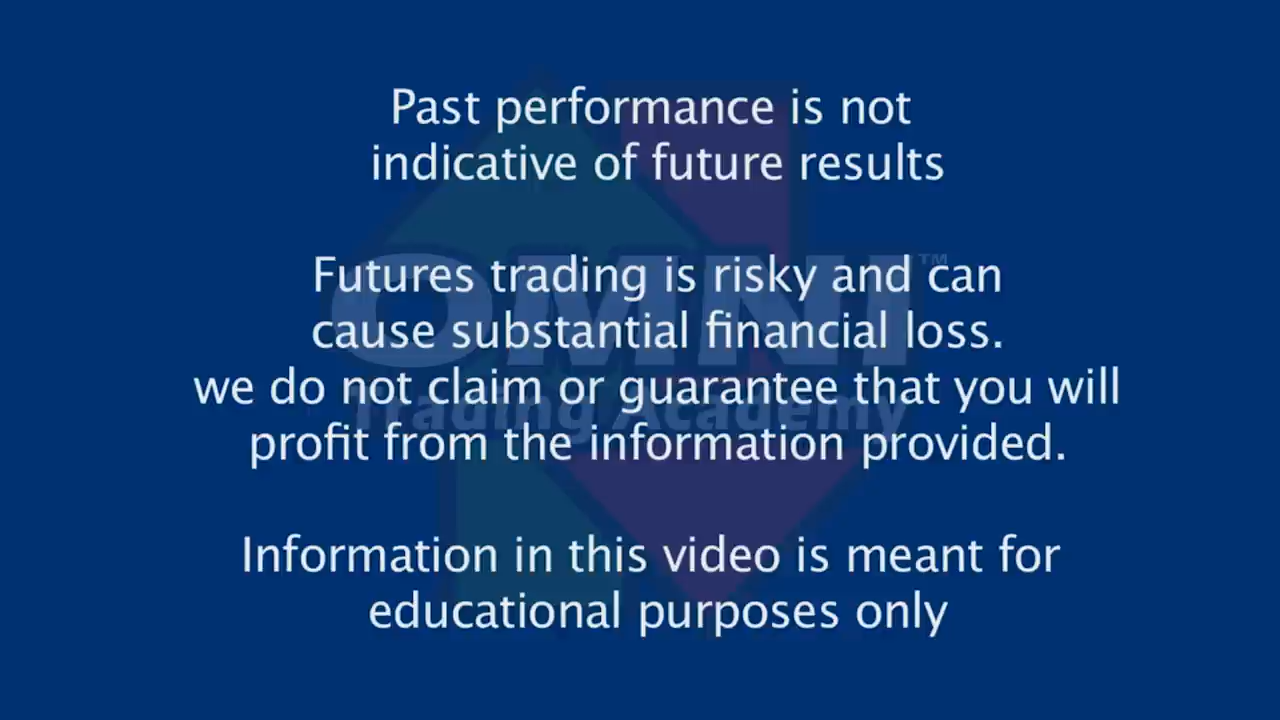 Past performance is not
indicative of future results
Futures trading is risky and can
cause substantial financial loss.
we do not claim or guarantee that you will
profit from the information provided.
Information in this video is meant for
educational purposes only
OMNI™
Trading Academy